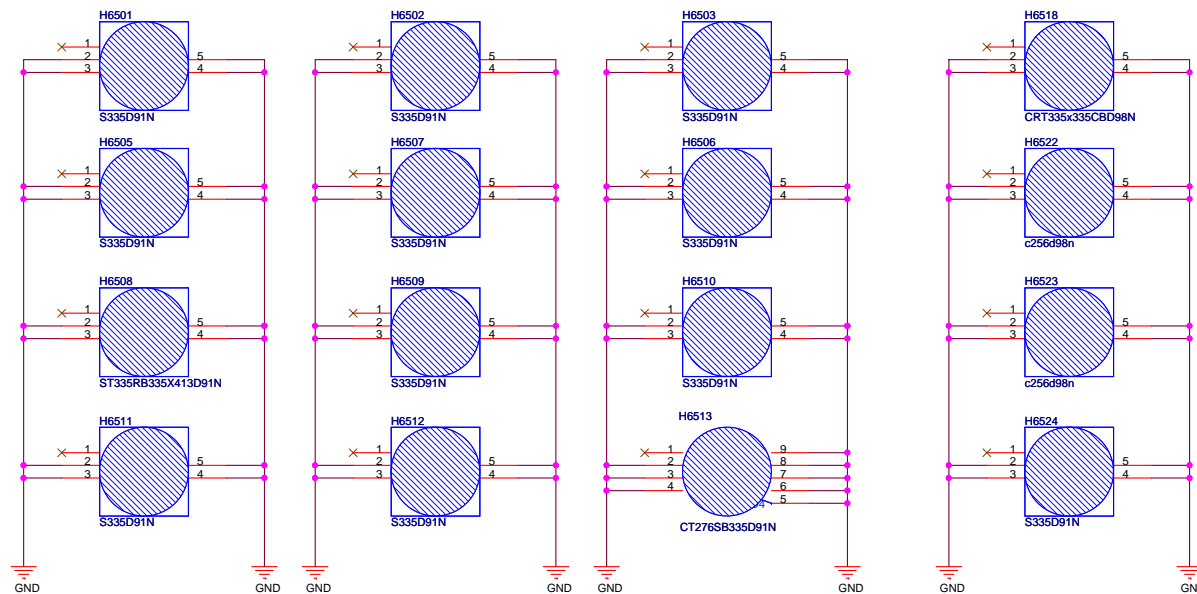 H6501 H6502 H6503 H6518
1 1 1 1
2 5 2 5 2 5 2 5
3 4 3 4 3 4 3 4
S335D91N S335D91N S335D91N CRT335x335CBD98N
H6505 H6507 H6506 H6522
1 1 1 1
2 5 2 5 2 5 2 5
3 4 3 4 3 4 3 4
S335D91N S335D91N S335D91N c256d98n
H6508 H6509 H6510 H6523
1 1 1 1
2 5 2 5 2 5 2 5
3 4 3 4 3 4 3 4
ST335RB335X413D91N S335D91N S335D91N c256d98n
H6511 H6512 H6513 H6524
1 1 1 9 1
2 5 2 5 2 8 2 5
3 4 3 4 3 7 3 4
4 6
5
S335D91N S335D91N CT276SB335D91N S335D91N
GND GND GND GND GND GND GND GN